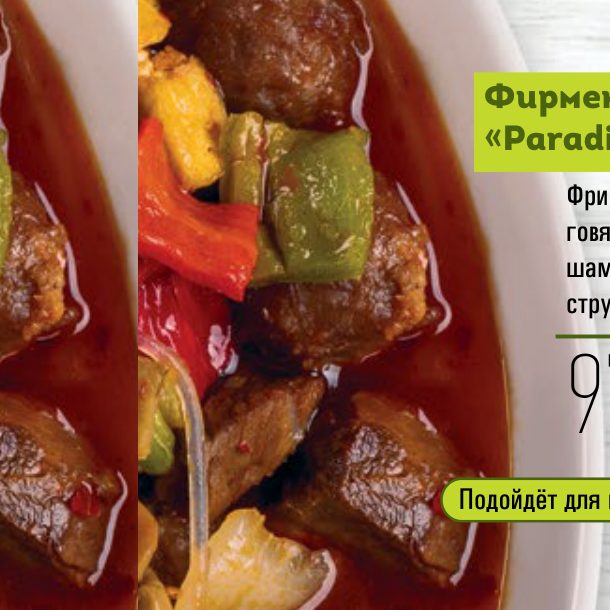 Фирмен
«Paradi
Фри
говя
шам
стру
9
Подойдёт для